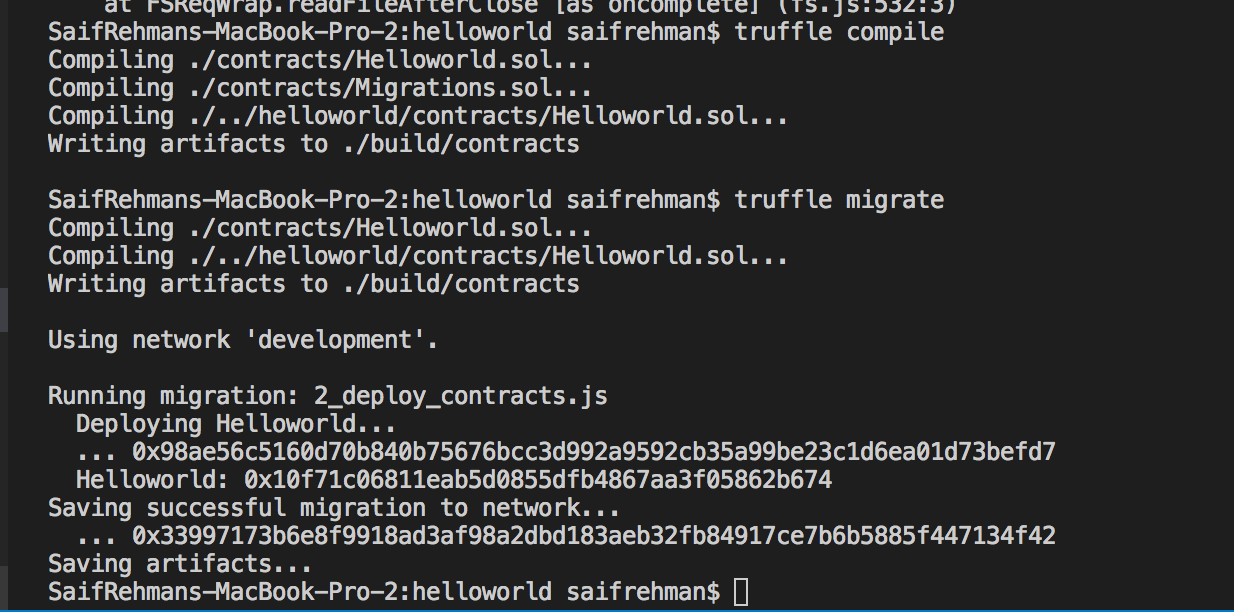 at FSReqWrap.readFileAfterClose [as oncomplete] (fs.js:532:3)
SaifRehmans-MacBook-Pro-2:helloworld saifrehman$ truffle compile
Compiling ./contracts/Helloworld.sol...
Compiling ./contracts/Migrations.sol...
Compiling ./../helloworld/contracts/Helloworld.sol...
Writing artifacts to ./build/contracts
SaifRehmans-MacBook-Pro-2:helloworld saifrehman$ truffle migrate
Compiling ./contracts/Helloworld.sol...
Compiling ./../helloworld/contracts/Helloworld.sol...
Writing artifacts to ./build/contracts
Using network 'development'.
Running migration: 2_deploy_contracts.js
Deploying Helloworld...
... 0x98ae56c5160d70b840b75676bcc3d992a9592cb35a99be23c1d6ea01d73befd7
Helloworld: 0x10f71c06811eab5d0855dfb4867aa3f05862b674
Saving successful migration to network...
... 0x33997173b6e8f9918ad3af98a2dbd183aeb32fb84917ce7b6b5885f447134f42
Saving artifacts...
SaifRehmans-MacBook-Pro-2:helloworld saifrehman$